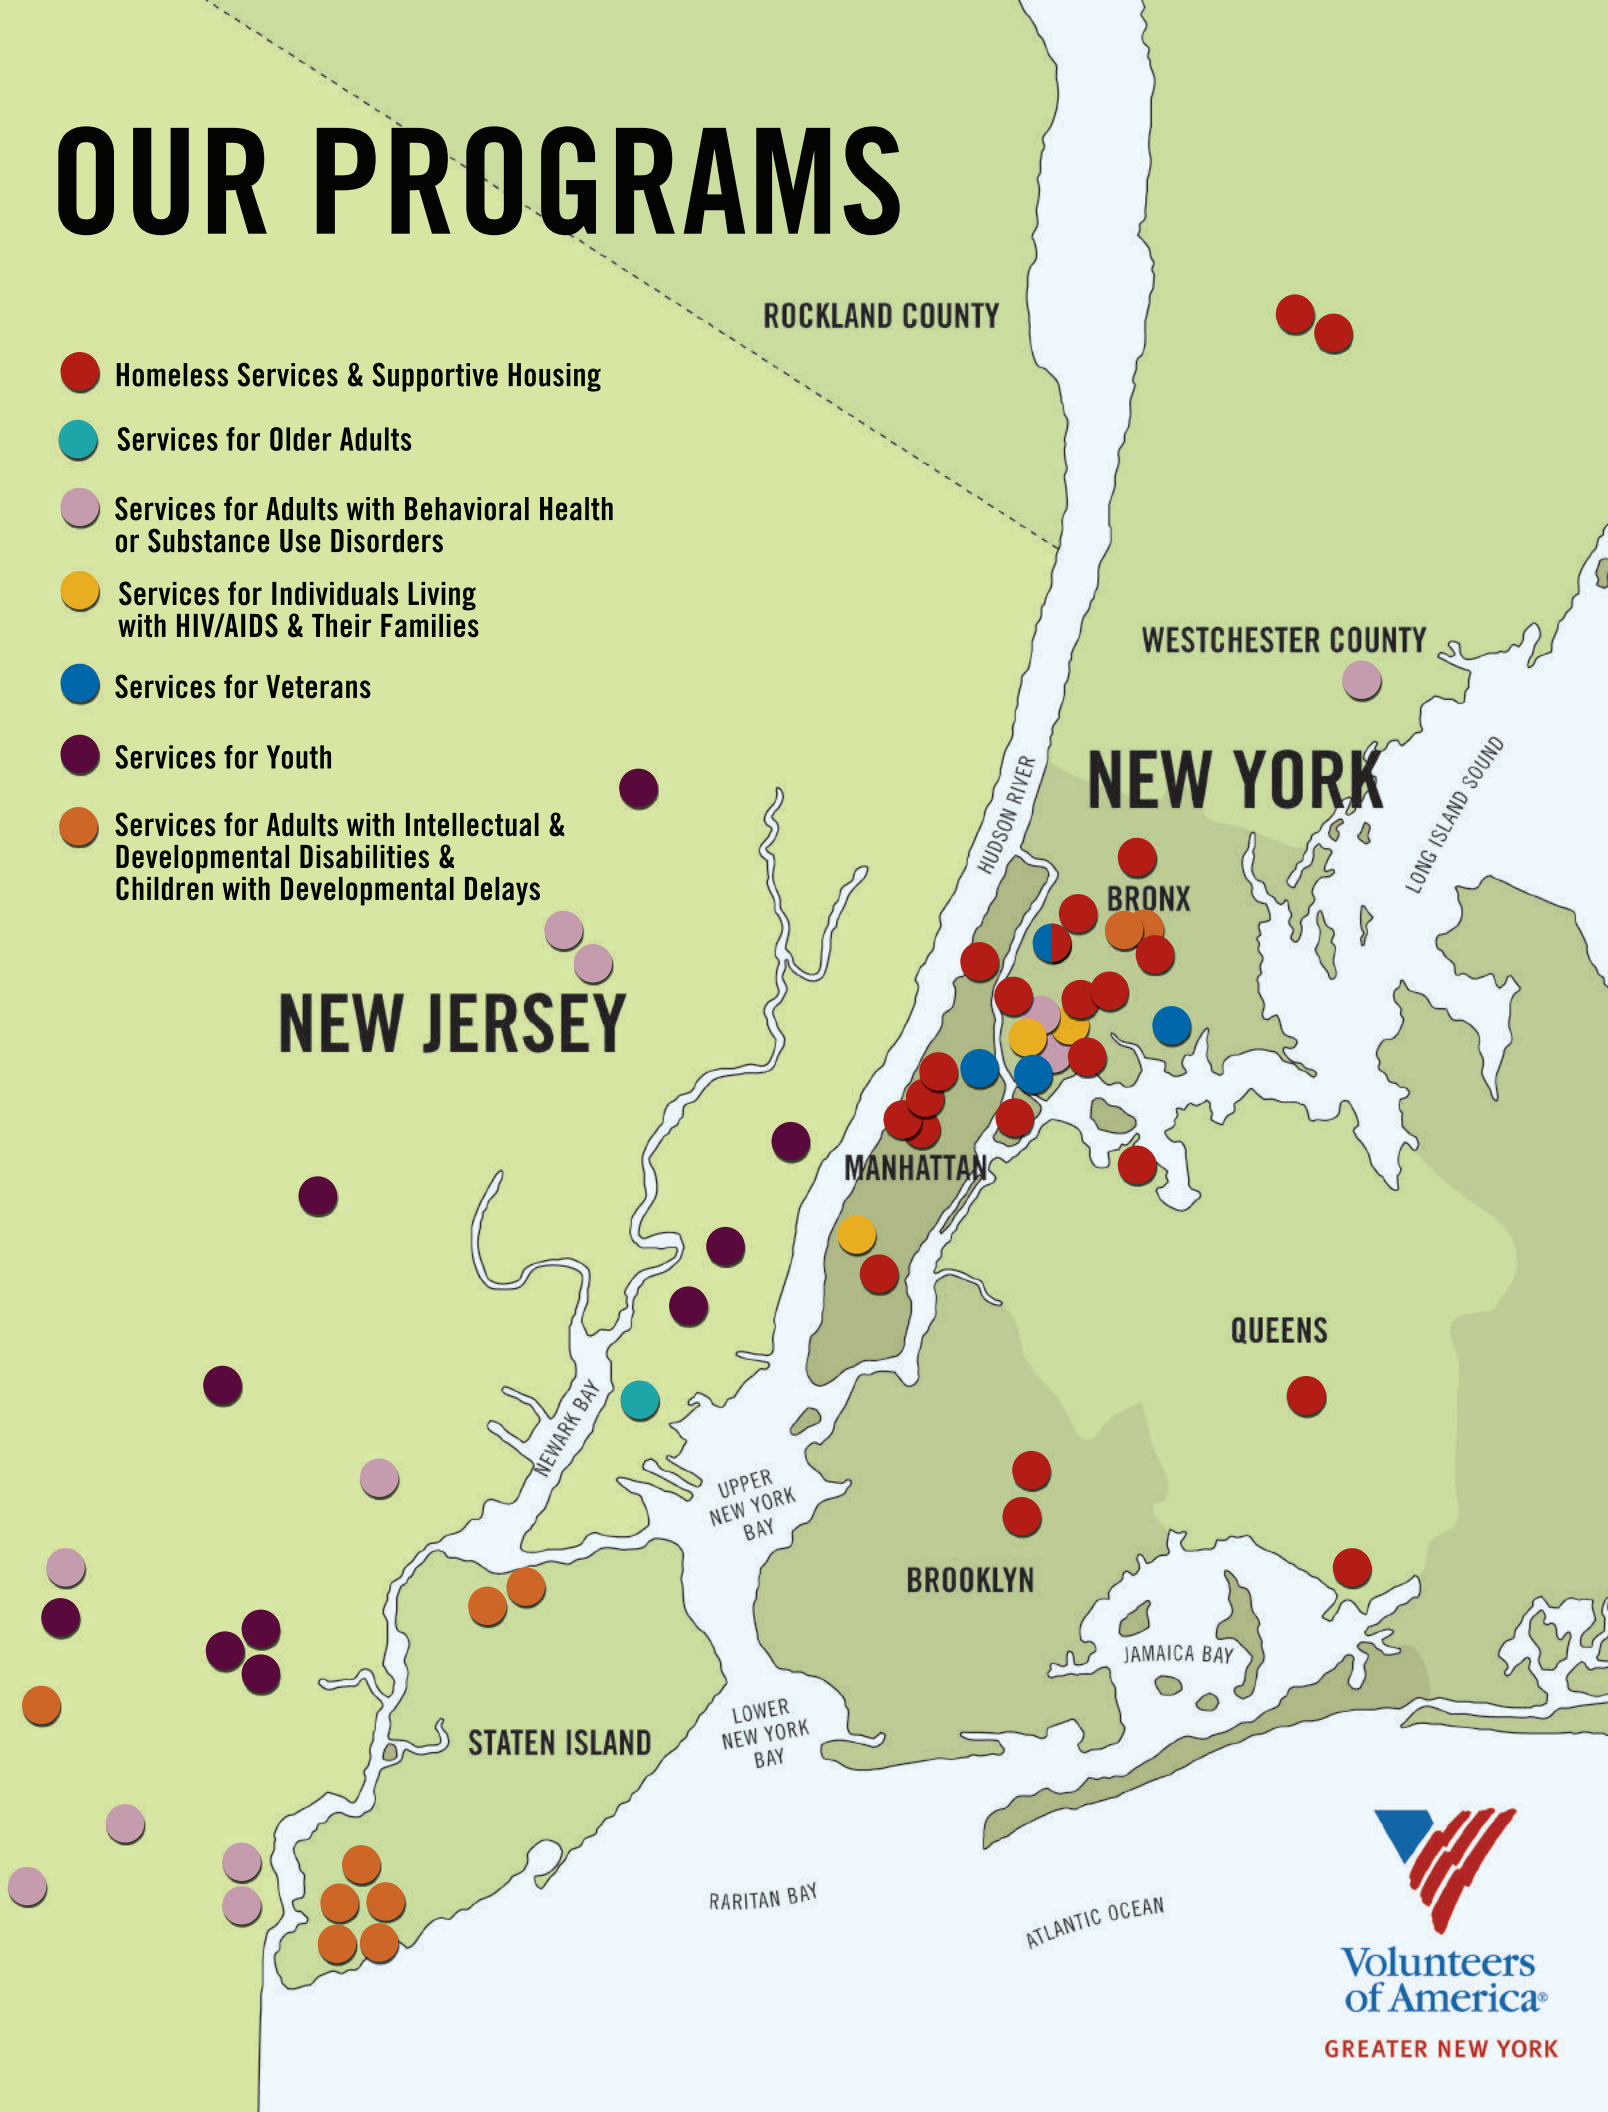 OUR PROGRAMS
ROCKLAND COUNTY
Homeless Services & Supportive Housing
Services for Older Adults
Services for Adults with Behavioral Health
or Substance Use Disorders
Services for Individuals Living
with HIV/AIDS & Their Families
Services for Veterans
Services for Youth
Services for Adults with Intellectual &
Developmental Disabilities &
Children with Developmental Delays
WESTCHESTER COUNTY
NEW YORK
HUDSON RIVER
LONG ISLAND SOUND
BRONX
NEW JERSEY
MANHATTAN
QUEENS
NEWARK BAY
UPPER
NEW YORK
BAY
BROOKLYN
JAMAICA BAY
STATEN ISLAND
LOWER
NEW YORK
BAY
RARITAN BAY
ATLANTIC OCEAN
Volunteers
of America®
GREATER NEW YORK